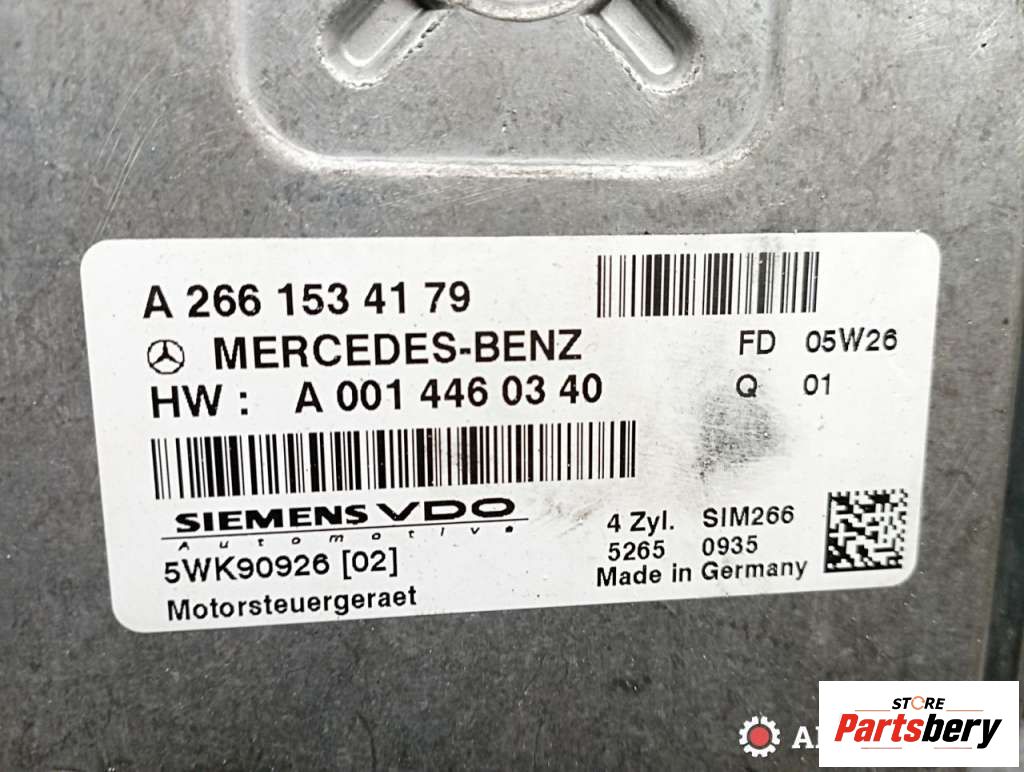 A 266 153 41 79
MERCEDES-BENZ
FD 05W26
HW : A 001 446 03 40
Q 01
SIEMENS VDO
Automotive
4 Zyl. SIM266
5WK90926 [02]
5265 0935
Motorsteuergeraet
Made in Germany
STORE
Partsbery